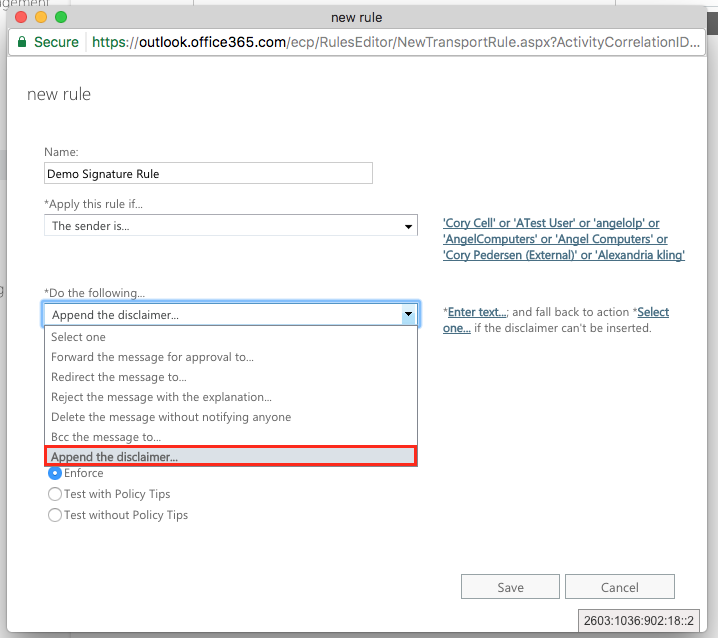 new rule
Secure https://outlook.office365.com/ecp/RulesEditor/NewTransportRule.aspx?ActivityCorrelationID...
new rule
Name:
Demo Signature Rule
*Apply this rule if...
The sender is...
'Cory Cell' or 'ATest User' or 'angelolp' or
'AngelComputers' or 'Angel Computers' or
'Cory Pedersen (External)' or 'Alexandria kling'
*Do the following...
Append the disclaimer...
*Enter text...; and fall back to action *Select
one... if the disclaimer can't be inserted.
Select one
Forward the message for approval to...
Redirect the message to...
Reject the message with the explanation...
Delete the message without notifying anyone
Bcc the message to...
Append the disclaimer...
Enforce
Test with Policy Tips
Test without Policy Tips
Save Cancel
2603:1036:902:18::2